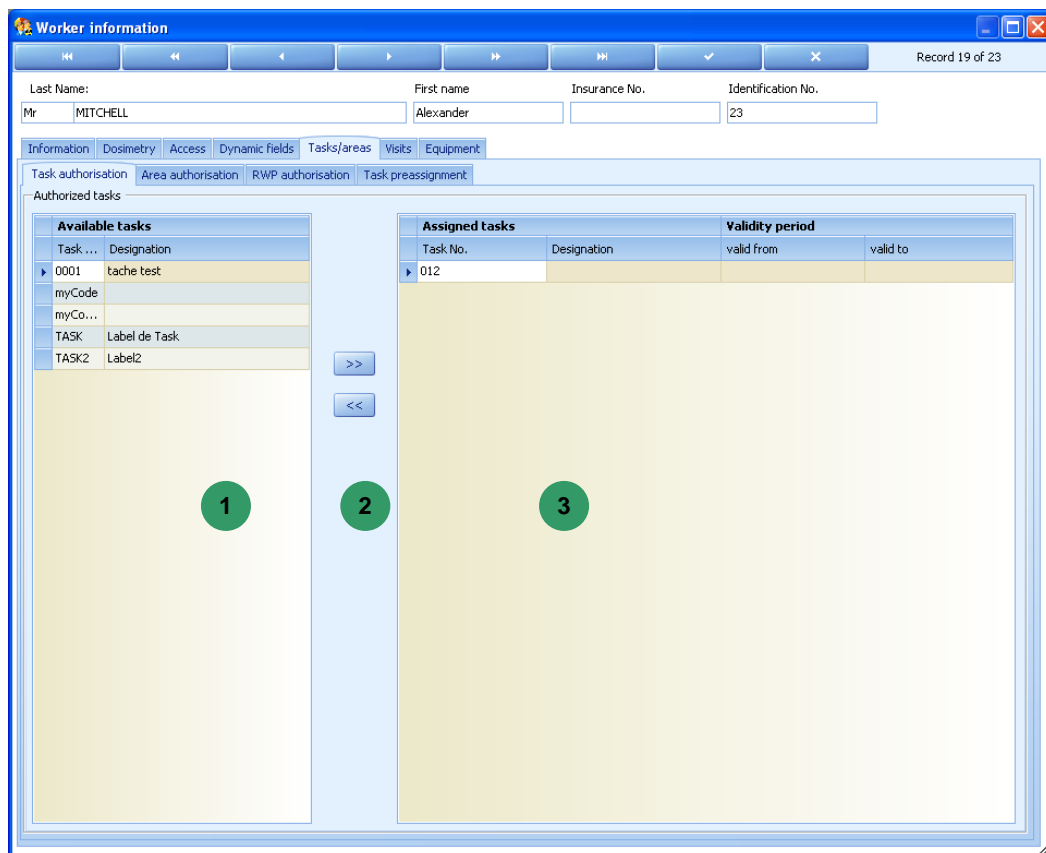 Worker information
Record 19 of 23
Last Name: First name Insurance No. Identification No.
Mr MITCHELL Alexander 23
Information Dosimetry Access Dynamic fields Tasks/areas Visits Equipment
Task authorisation Area authorisation RWP authorisation Task preassignment
Authorized tasks
Available tasks Assigned tasks Validity period
Task ... Designation Task No. Designation valid from valid to
0001 tache test 012
myCode
myCo...
TASK Label de Task
TASK2 Label2
>>
<<
1 2 3